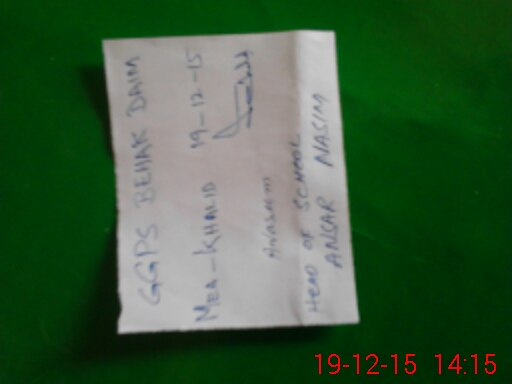 GGPS BEHAK DAIM
MEA - KHALID 19-12-15
HEAD OF SCHOOL
ANSAR NASIM
19-12-15 14:15